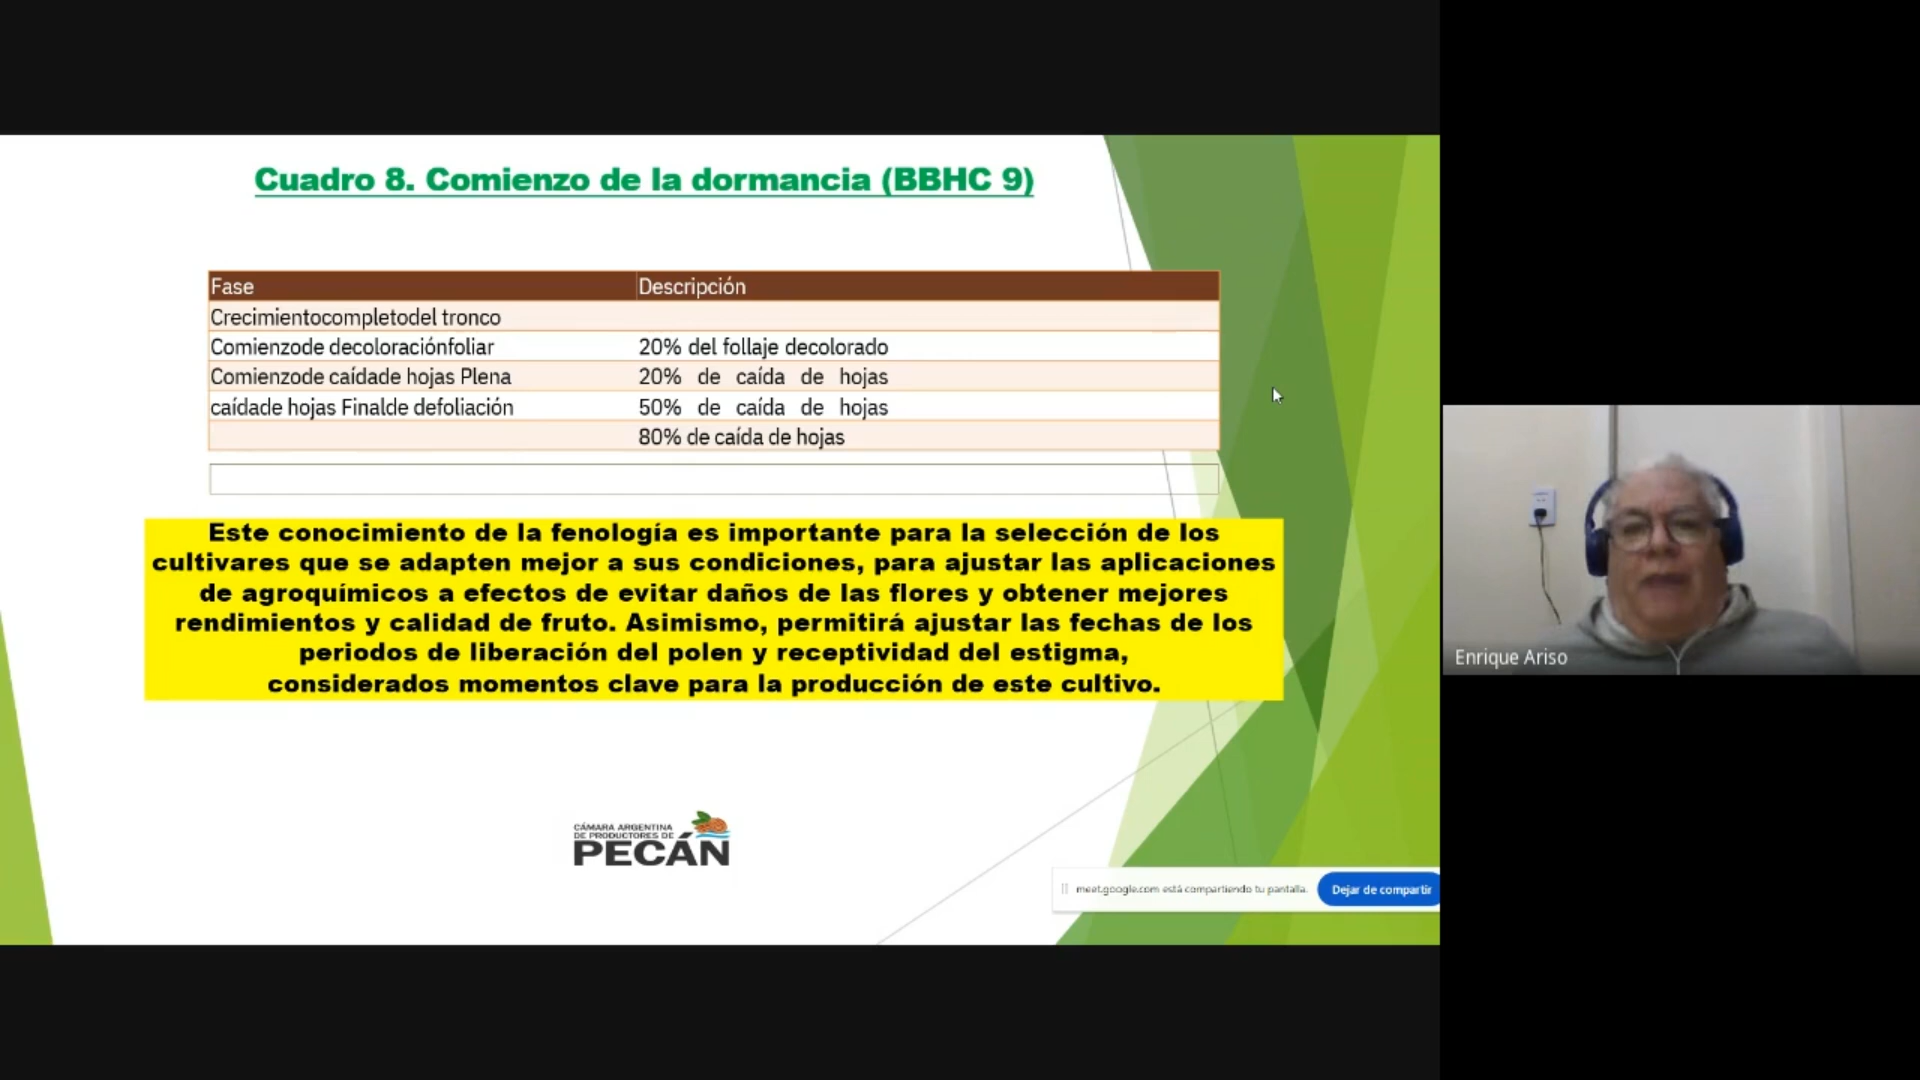 Cuadro 8. Comienzo de la dormancia (BBHC 9)
Fase Descripción
Crecimientocompletodel tronco
Comienzode decoloraciónfoliar 20% del follaje decolorado
Comienzode caídade hojas Plena 20% de caída de hojas
caídade hojas Finalde defoliación 50% de caída de hojas
80% de caída de hojas
Este conocimiento de la fenología es importante para la selección de los
cultivares que se adapten mejor a sus condiciones, para ajustar las aplicaciones
de agroquímicos a efectos de evitar daños de las flores y obtener mejores
rendimientos y calidad de fruto. Asimismo, permitirá ajustar las fechas de los
periodos de liberación del polen y receptividad del estigma,
considerados momentos clave para la producción de este cultivo.
CÁMARA ARGENTINA
DE PRODUCTORES DE
PECÁN
meet.google.com está compartiendo tu pantalla.
Dejar de compartir
Enrique Ariso